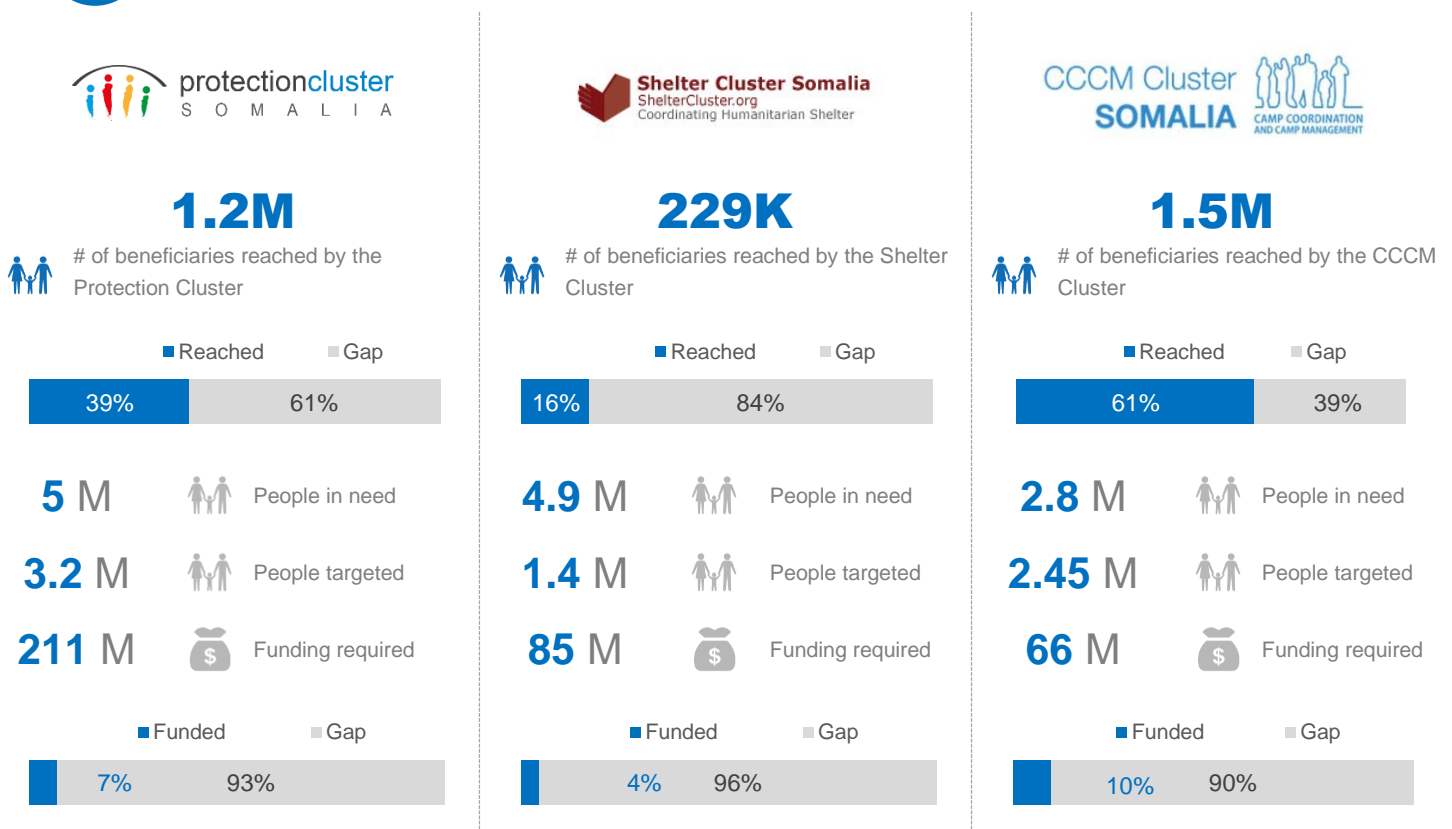 protectioncluster
SOMALIA
1.2M
# of beneficiaries reached by the
Protection Cluster
Reached Gap
39% 61%
5 M People in need
3.2 M People targeted
211 M $ Funding required
Funded Gap
7% 93%
Shelter Cluster Somalia
ShelterCluster.org
Coordinating Humanitarian Shelter
229K
# of beneficiaries reached by the Shelter
Cluster
Reached Gap
16% 84%
4.9 M People in need
1.4 M People targeted
85 M $ Funding required
Funded Gap
4% 96%
CCCM Cluster
SOMALIA
CAMP COORDINATION
AND CAMP MANAGEMENT
1.5M
# of beneficiaries reached by the CCCM
Cluster
Reached Gap
61% 39%
2.8 M People in need
2.45 M People targeted
66 M $ Funding required
Funded Gap
10% 90%